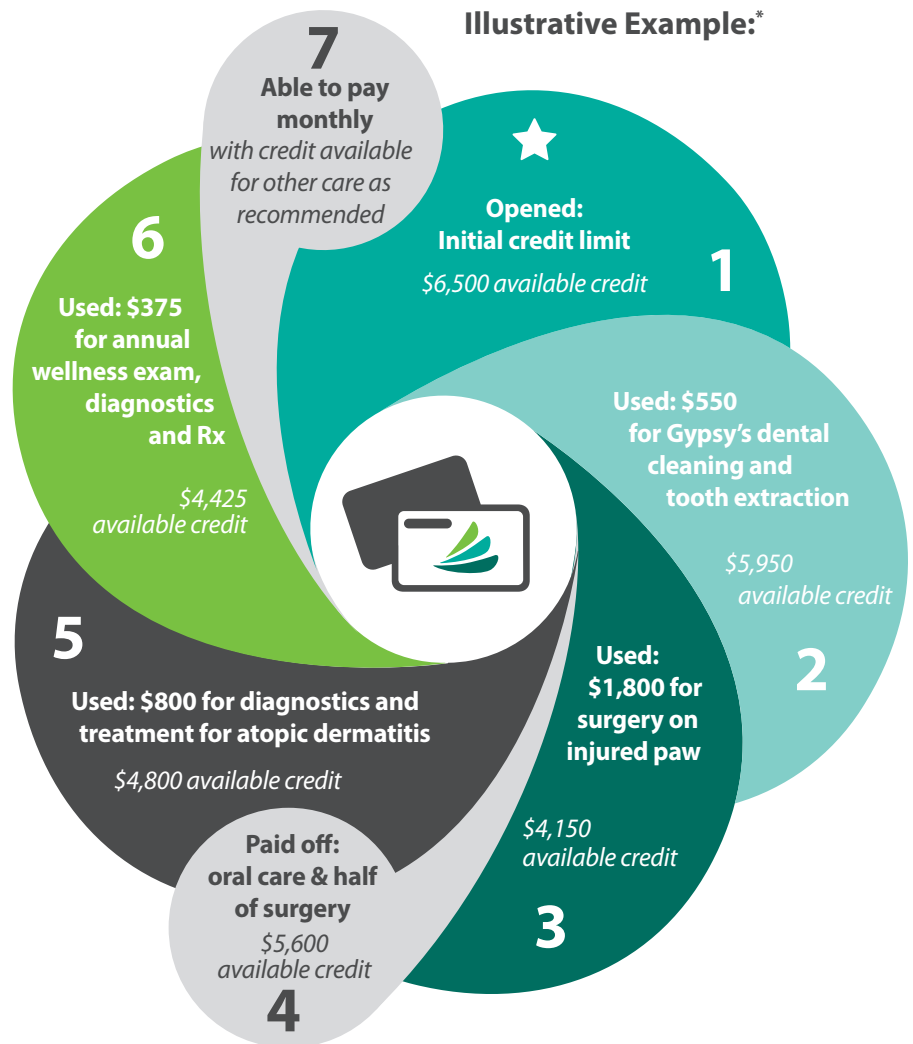 Illustrative Example:*
1
Opened:
Initial credit limit
$6,500 available credit
2
Used: $550
for Gypsy’s dental
cleaning and
tooth extraction
$5,950
available credit
3
Used:
$1,800 for
surgery on
injured paw
$4,150
available credit
4
Paid off:
oral care & half
of surgery
$5,600
available credit
5
Used: $800 for diagnostics and
treatment for atopic dermatitis
$4,800 available credit
6
Used: $375
for annual
wellness exam,
diagnostics
and Rx
$4,425
available credit
7
Able to pay
monthly
with credit available
for other care as
recommended